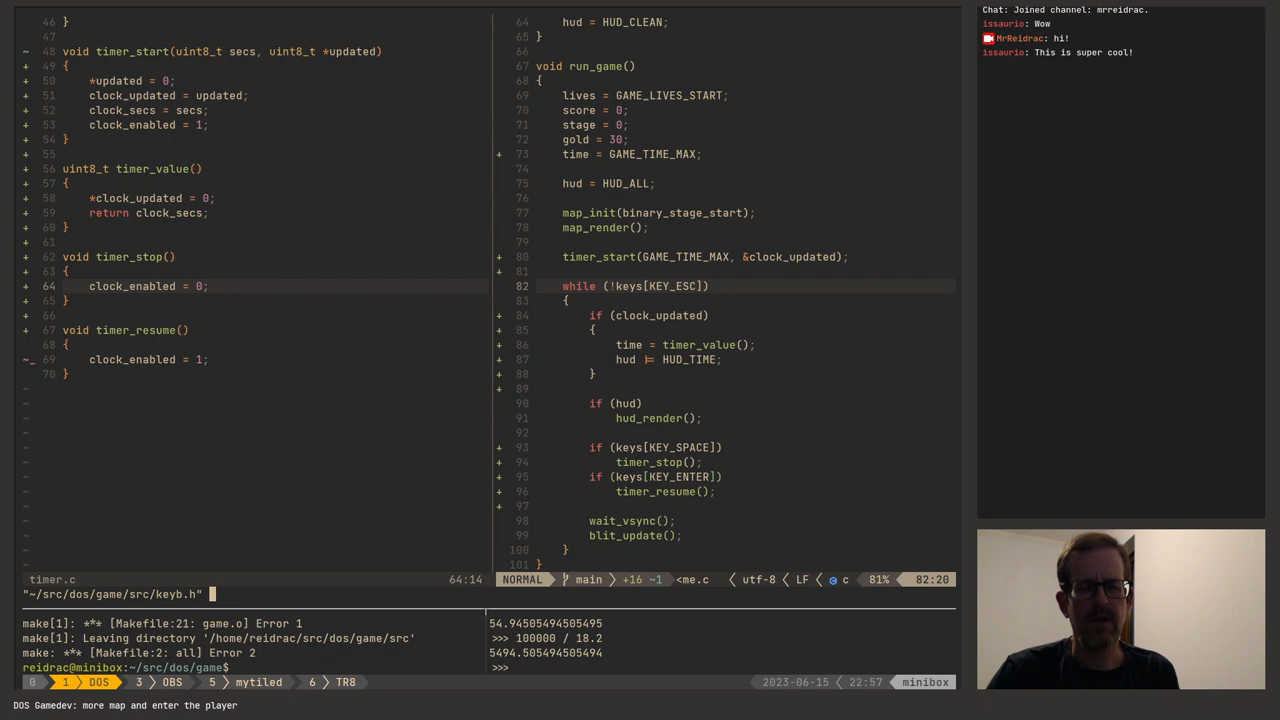 46 }
47
~ 48 void timer_start(uint8_t secs, uint8_t *updated)
+ 49 {
+ 50 *updated = 0;
+ 51 clock_updated = updated;
+ 52 clock_secs = secs;
+ 53 clock_enabled = 1;
+ 54 }
+ 55
+ 56 uint8_t timer_value()
+ 57 {
+ 58 *clock_updated = 0;
+ 59 return clock_secs;
+ 60 }
+ 61
+ 62 void timer_stop()
+ 63 {
+ 64 clock_enabled = 0;
+ 65 }
+ 66
+ 67 void timer_resume()
68 {
~_ 69 clock_enabled = 1;
70 }
~
~
~
~
~
~
~
~
~
~
~
~
~
timer.c 64:14
64 hud = HUD_CLEAN;
65 }
66
67 void run_game()
68 {
69 lives = GAME_LIVES_START;
70 score = 0;
71 stage = 0;
72 gold = 30;
+ 73 time = GAME_TIME_MAX;
74
75 hud = HUD_ALL;
76
77 map_init(binary_stage_start);
78 map_render();
79
+ 80 timer_start(GAME_TIME_MAX, &clock_updated);
+ 81
82 while (!keys[KEY_ESC])
83 {
+ 84 if (clock_updated)
+ 85 {
+ 86 time = timer_value();
+ 87 hud |= HUD_TIME;
+ 88 }
+ 89
90 if (hud)
91 hud_render();
92
+ 93 if (keys[KEY_SPACE])
+ 94 timer_stop();
+ 95 if (keys[KEY_ENTER])
+ 96 timer_resume();
+ 97
98 wait_vsync();
99 blit_update();
100 }
101 }
NORMAL main +16 ~1 <me.c utf-8 LF c 81% 82:20
"~/src/dos/game/src/keyb.h"
make[1]: *** [Makefile:21: game.o] Error 1
make[1]: Leaving directory '/home/reidrac/src/dos/game/src'
make: *** [Makefile:2: all] Error 2
reidrac@minibox:~/src/dos/game$
54.94505494505495
>>> 100000 / 18.2
5494.505494505494
>>>
0 1 DOS 3 OBS 5 mytiled 6 TR8 2023-06-15 22:57 minibox
DOS Gamedev: more map and enter the player
Chat: Joined channel: mrreidrac.
issaurio: Wow
MrReidrac: hi!
issaurio: This is super cool!